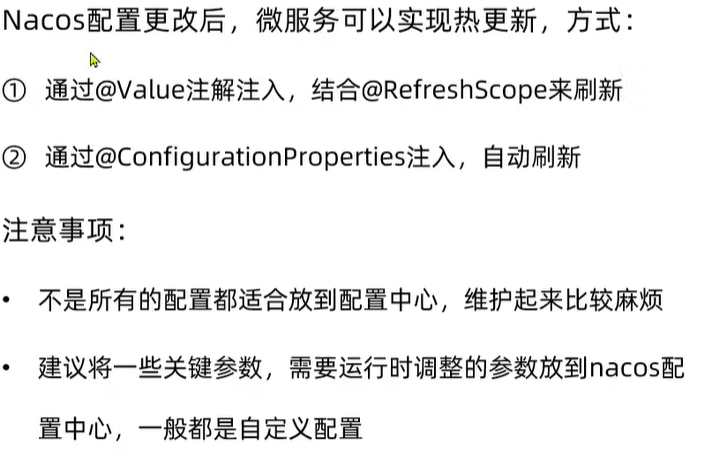 Nacos配置更改后，微服务可以实现热更新，方式：
① 通过@Value注解注入，结合@RefreshScope来刷新
② 通过@ConfigurationProperties注入，自动刷新
注意事项：
• 不是所有的配置都适合放到配置中心，维护起来比较麻烦
• 建议将一些关键参数，需要运行时调整的参数放到nacos配
置中心，一般都是自定义配置